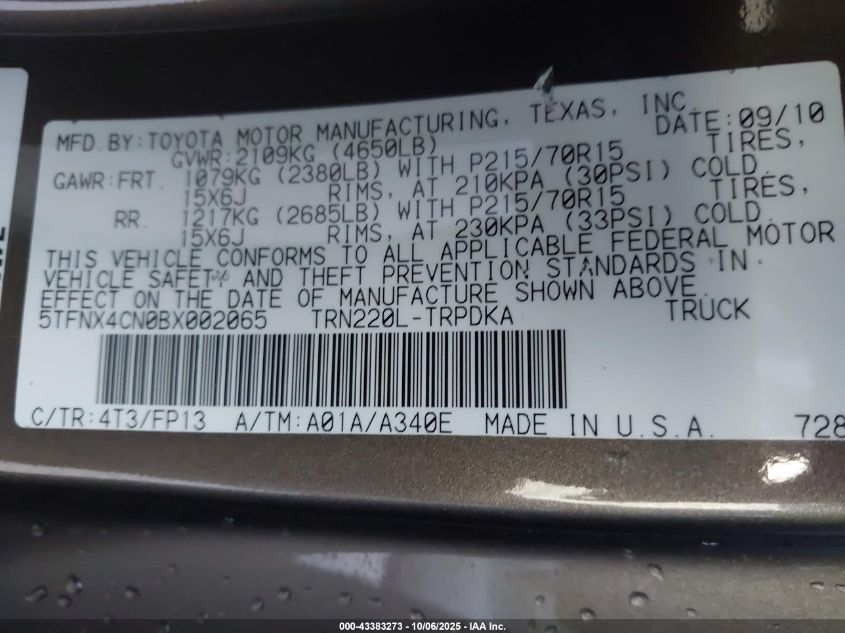 MFD. BY: TOYOTA MOTOR MANUFACTURING, TEXAS, INC.
DATE: 09/10
GVWR: 2109KG (4650LB)
GAWR: FRT. 1079KG (2380LB) WITH P215/70R15 TIRES,
15X6J RIMS, AT 210KPA (30PSI) COLD.
RR. 1217KG (2685LB) WITH P215/70R15 TIRES,
15X6J RIMS, AT 230KPA (33PSI) COLD.
THIS VEHICLE CONFORMS TO ALL APPLICABLE FEDERAL MOTOR
VEHICLE SAFETY AND THEFT PREVENTION STANDARDS IN
EFFECT ON THE DATE OF MANUFACTURE SHOWN ABOVE.
5TFNX4CN0BX002065 TRN220L-TRPDKA TRUCK
C/TR: 4T3/FP13 A/TM: A01A/A340E MADE IN U.S.A. 728
000-43383273 - 10/06/2025 - IAA Inc.